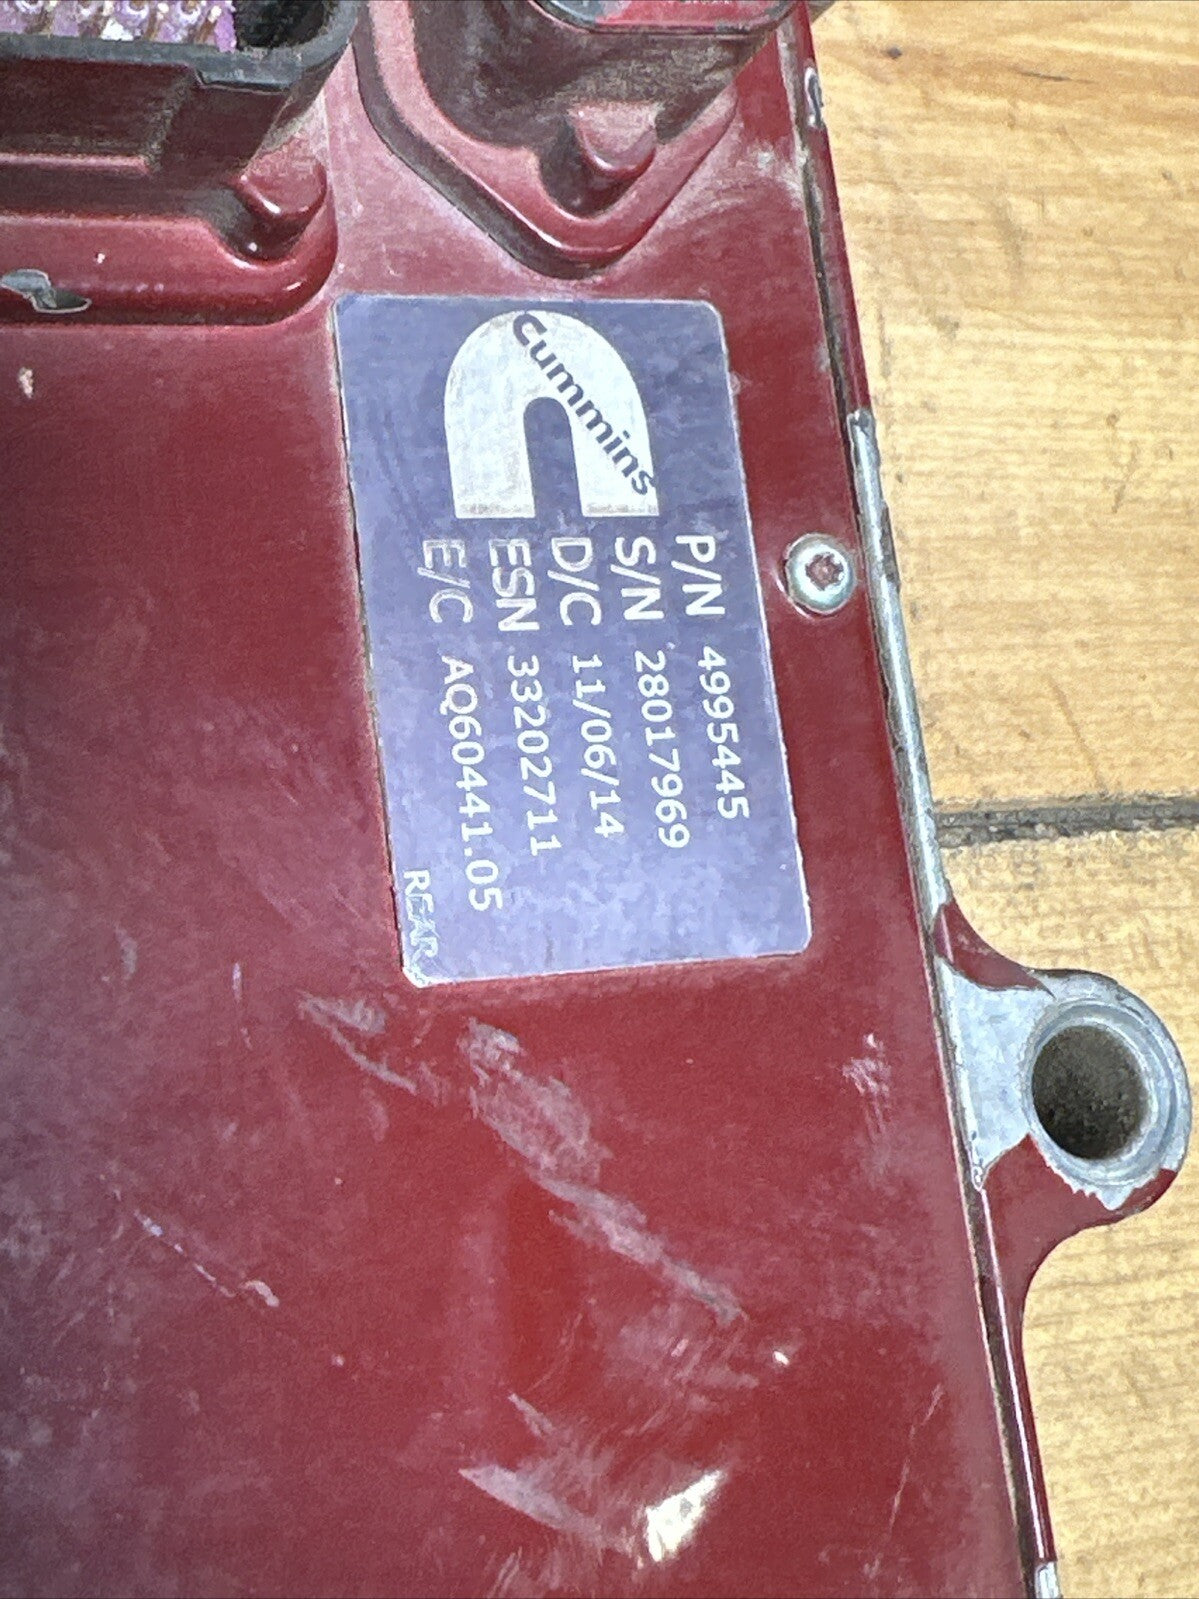 Cummins
P/N 4995445
S/N 28017969
D/C 11/06/14
ESN 33202711
E/C AQ60441.05
REAR